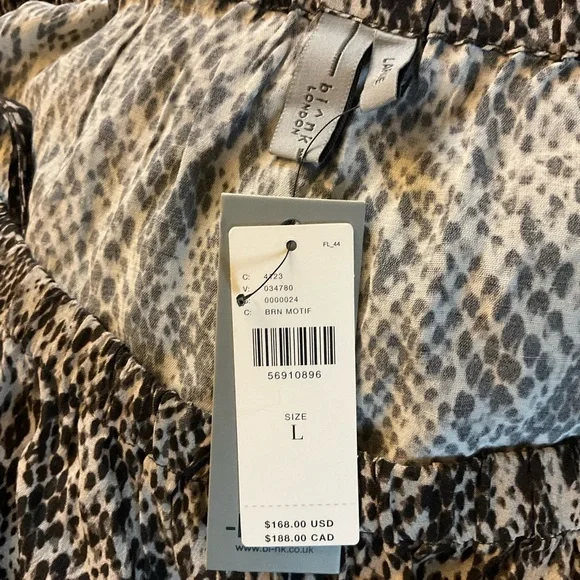 bl^nk
LONDON
LARGE
FL_44
C: 4123
V: 034780
0000024
C: BRN MOTIF
56910896
SIZE
L
$168.00 USD
$188.00 CAD
www.bl-nk.co.uk